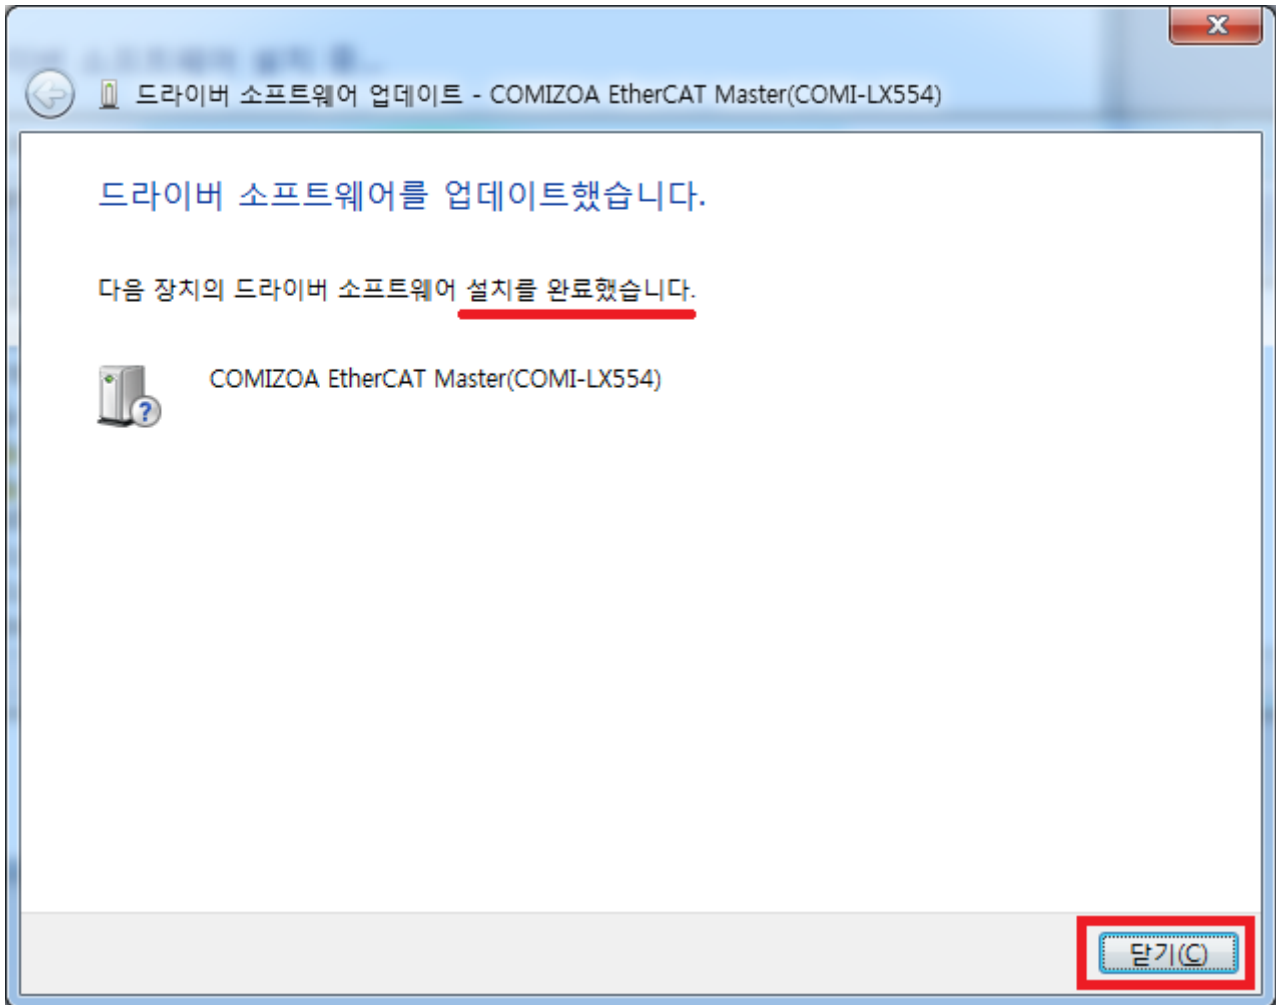 드라이버 소프트웨어 업데이트 - COMIZOA EtherCAT Master(COMI-LX554)
드라이버 소프트웨어를 업데이트했습니다.
다음 장치의 드라이버 소프트웨어 설치를 완료했습니다.
COMIZOA EtherCAT Master(COMI-LX554)
닫기(C)